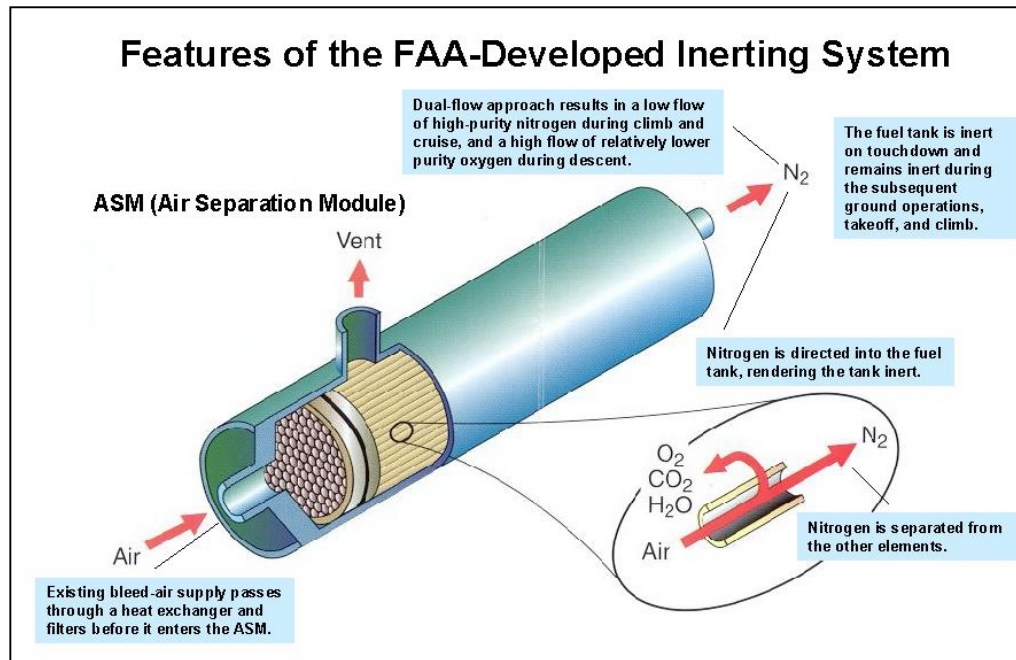 Features of the FAA-Developed Inerting System
Dual-flow approach results in a low flow
of high-purity nitrogen during climb and
cruise, and a high flow of relatively lower
purity oxygen during descent.
The fuel tank is inert
on touchdown and
remains inert during
the subsequent
ground operations,
takeoff, and climb.
N2
ASM (Air Separation Module)
Vent
Nitrogen is directed into the fuel
tank, rendering the tank inert.
N2
O2
CO2
H2O
Air
Nitrogen is separated from
the other elements.
Air
Existing bleed-air supply passes
through a heat exchanger and
filters before it enters the ASM.